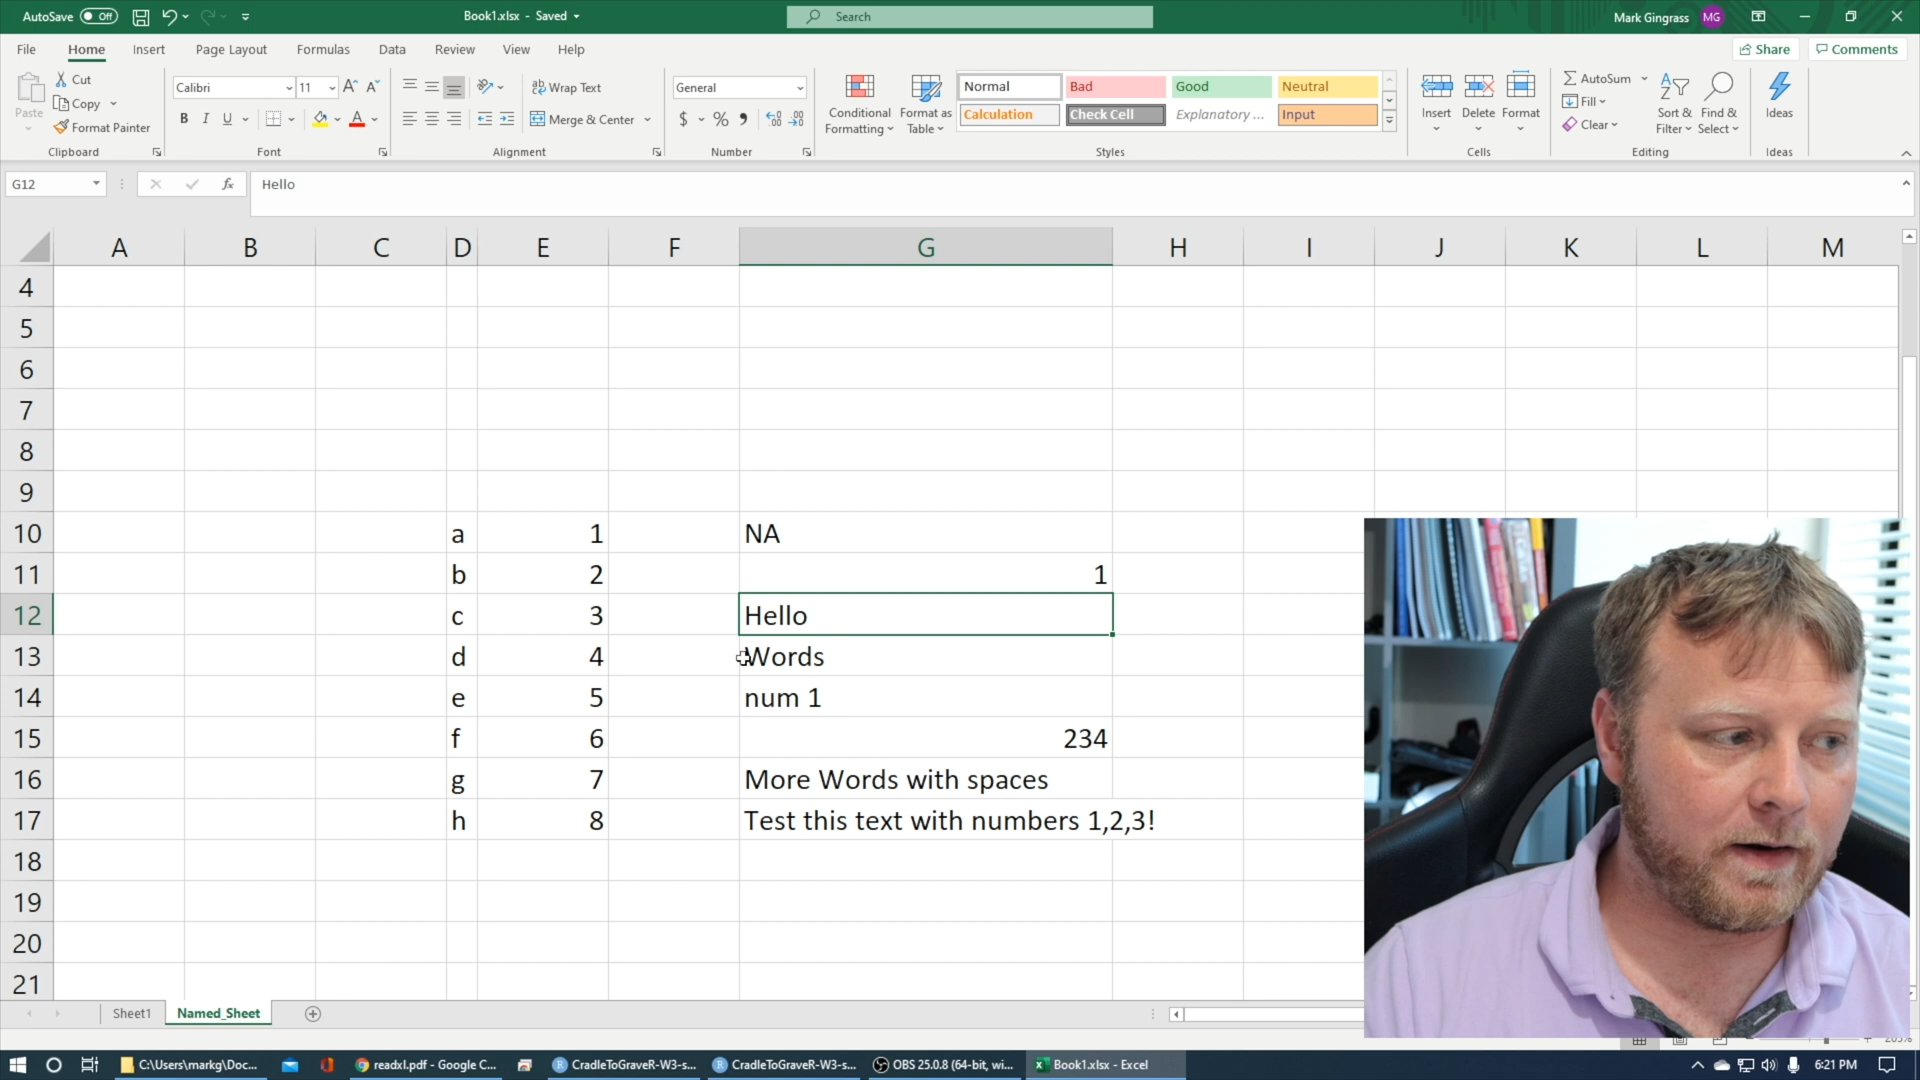 AutoSave Off Book1.xlsx - Saved Search Mark Gingrass MG
File Home Insert Page Layout Formulas Data Review View Help Share Comments
Paste Cut Copy Format Painter Clipboard
Calibri 11 B I U A Font
Wrap Text Merge & Center Alignment
General $ % Number
Conditional Formatting Format as Table
Normal Bad Good Neutral
Calculation Check Cell Explanatory ... Input
Styles
Insert Delete Format Cells
AutoSum Fill Clear Sort & Filter Find & Select Editing
Ideas Ideas
G12 fx Hello
A B C D E F G H I J K L M
4
5
6
7
8
9
10 a 1 NA
11 b 2 1
12 c 3 Hello
13 d 4 Words
14 e 5 num 1
15 f 6 234
16 g 7 More Words with spaces
17 h 8 Test this text with numbers 1,2,3!
18
19
20
21
Sheet1 Named_Sheet
C:\Users\markg\Doc... readxl.pdf - Google C... CradleToGraveR-W3-s... CradleToGraveR-W3-s... OBS 25.0.8 (64-bit, wi... Book1.xlsx - Excel 6:21 PM